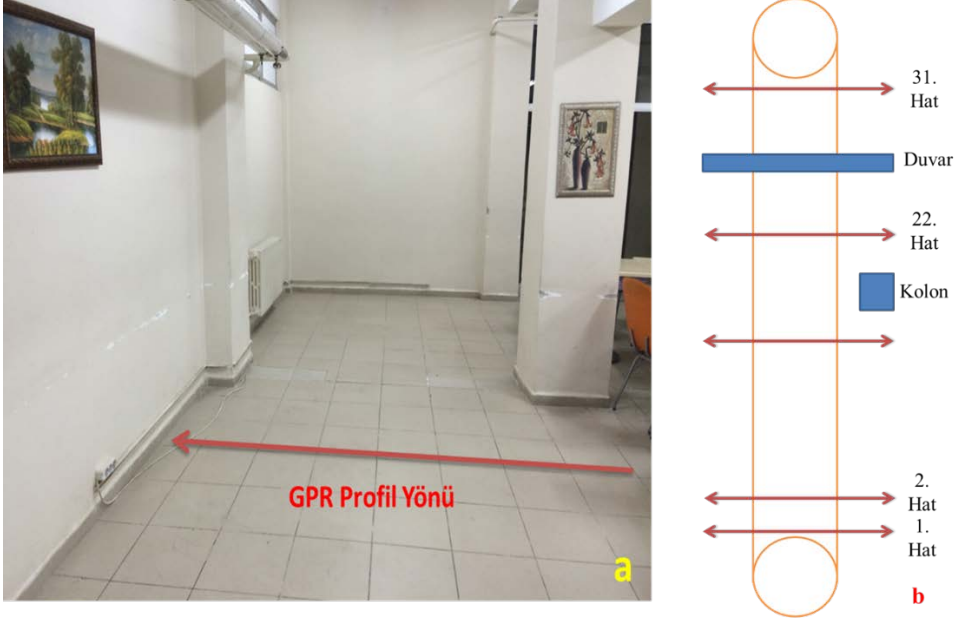 GPR Profil Yönü
a
31.
Hat
Duvar
22.
Hat
Kolon
2.
Hat
1.
Hat
b